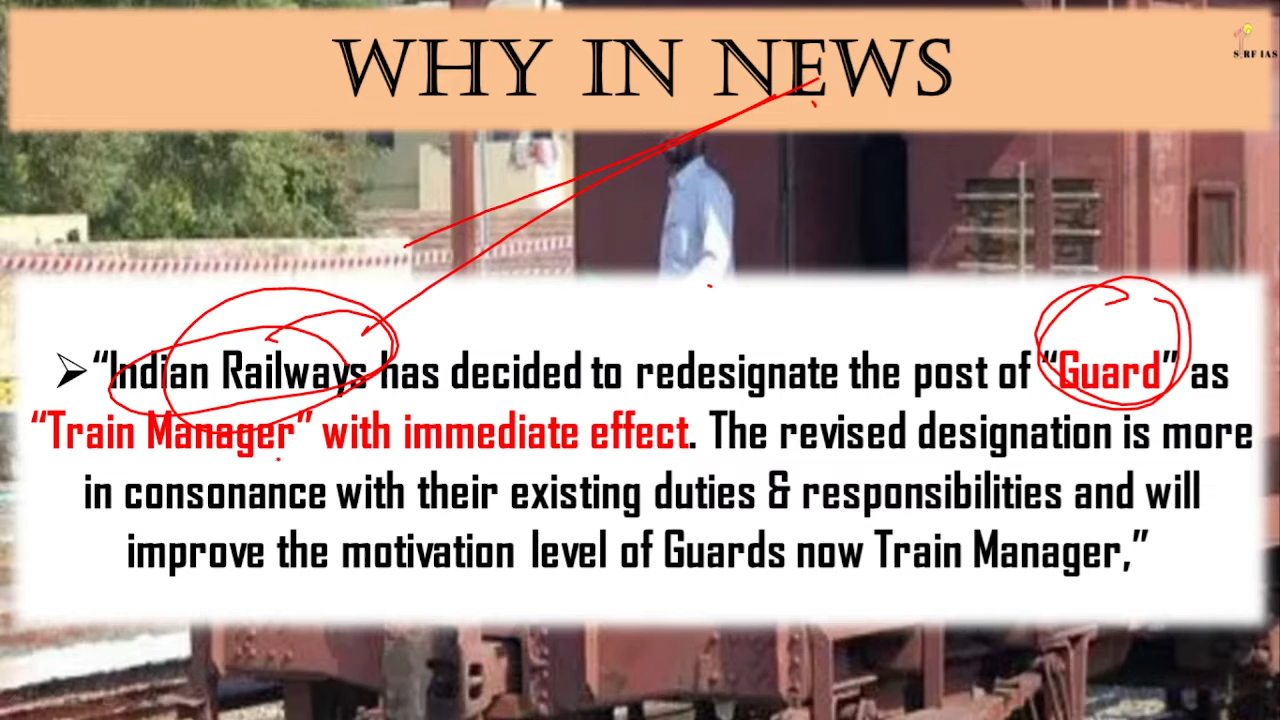 WHY IN NEWS
SIRF IAS
➢“Indian Railways has decided to redesignate the post of “Guard” as
“Train Manager” with immediate effect. The revised designation is more
in consonance with their existing duties & responsibilities and will
improve the motivation level of Guards now Train Manager,”